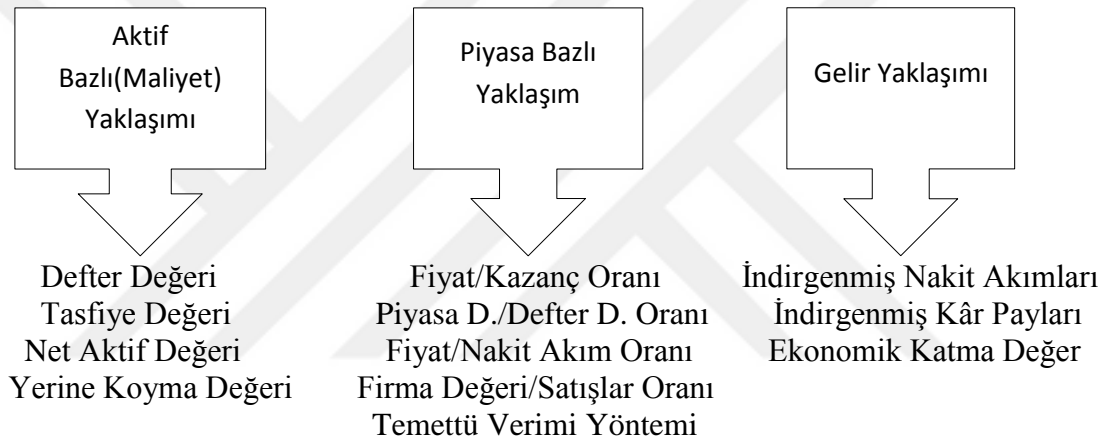 Aktif
Bazlı(Maliyet)
Yaklaşımı
Piyasa Bazlı
Yaklaşım
Gelir Yaklaşımı
Defter Değeri
Tasfiye Değeri
Net Aktif Değeri
Yerine Koyma Değeri
Fiyat/Kazanç Oranı
Piyasa D./Defter D. Oranı
Fiyat/Nakit Akım Oranı
Firma Değeri/Satışlar Oranı
Temettü Verimi Yöntemi
İndirgenmiş Nakit Akımları
İndirgenmiş Kâr Payları
Ekonomik Katma Değer